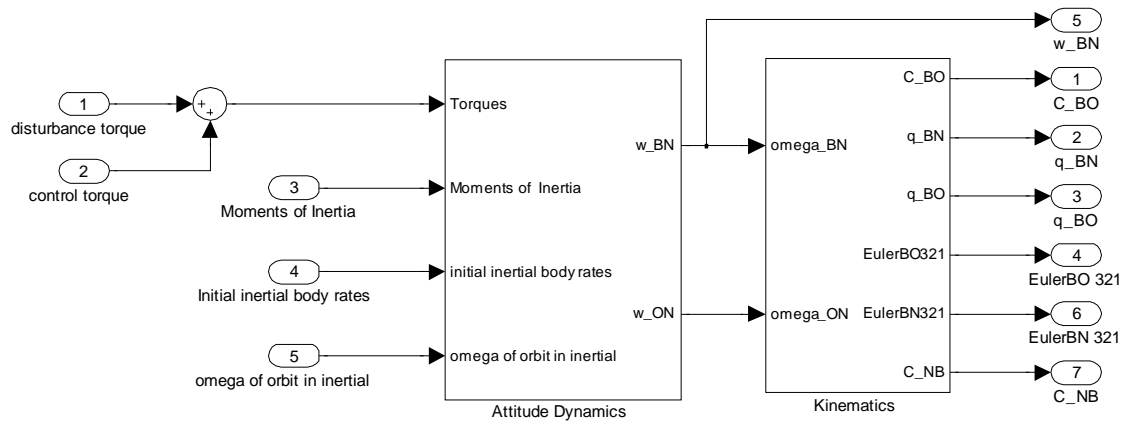 1
disturbance torque
2
control torque
+
+
3
Moments of Inertia
4
Initial inertial body rates
5
omega of orbit in inertial
Torques
Moments of Inertia
initial inertial body rates
omega of orbit in inertial
w_BN
w_ON
Attitude Dynamics
omega_BN
omega_ON
C_BO
q_BN
q_BO
EulerBO321
EulerBN321
C_NB
Kinematics
5
w_BN
1
C_BO
2
q_BN
3
q_BO
4
EulerBO 321
6
EulerBN 321
7
C_NB